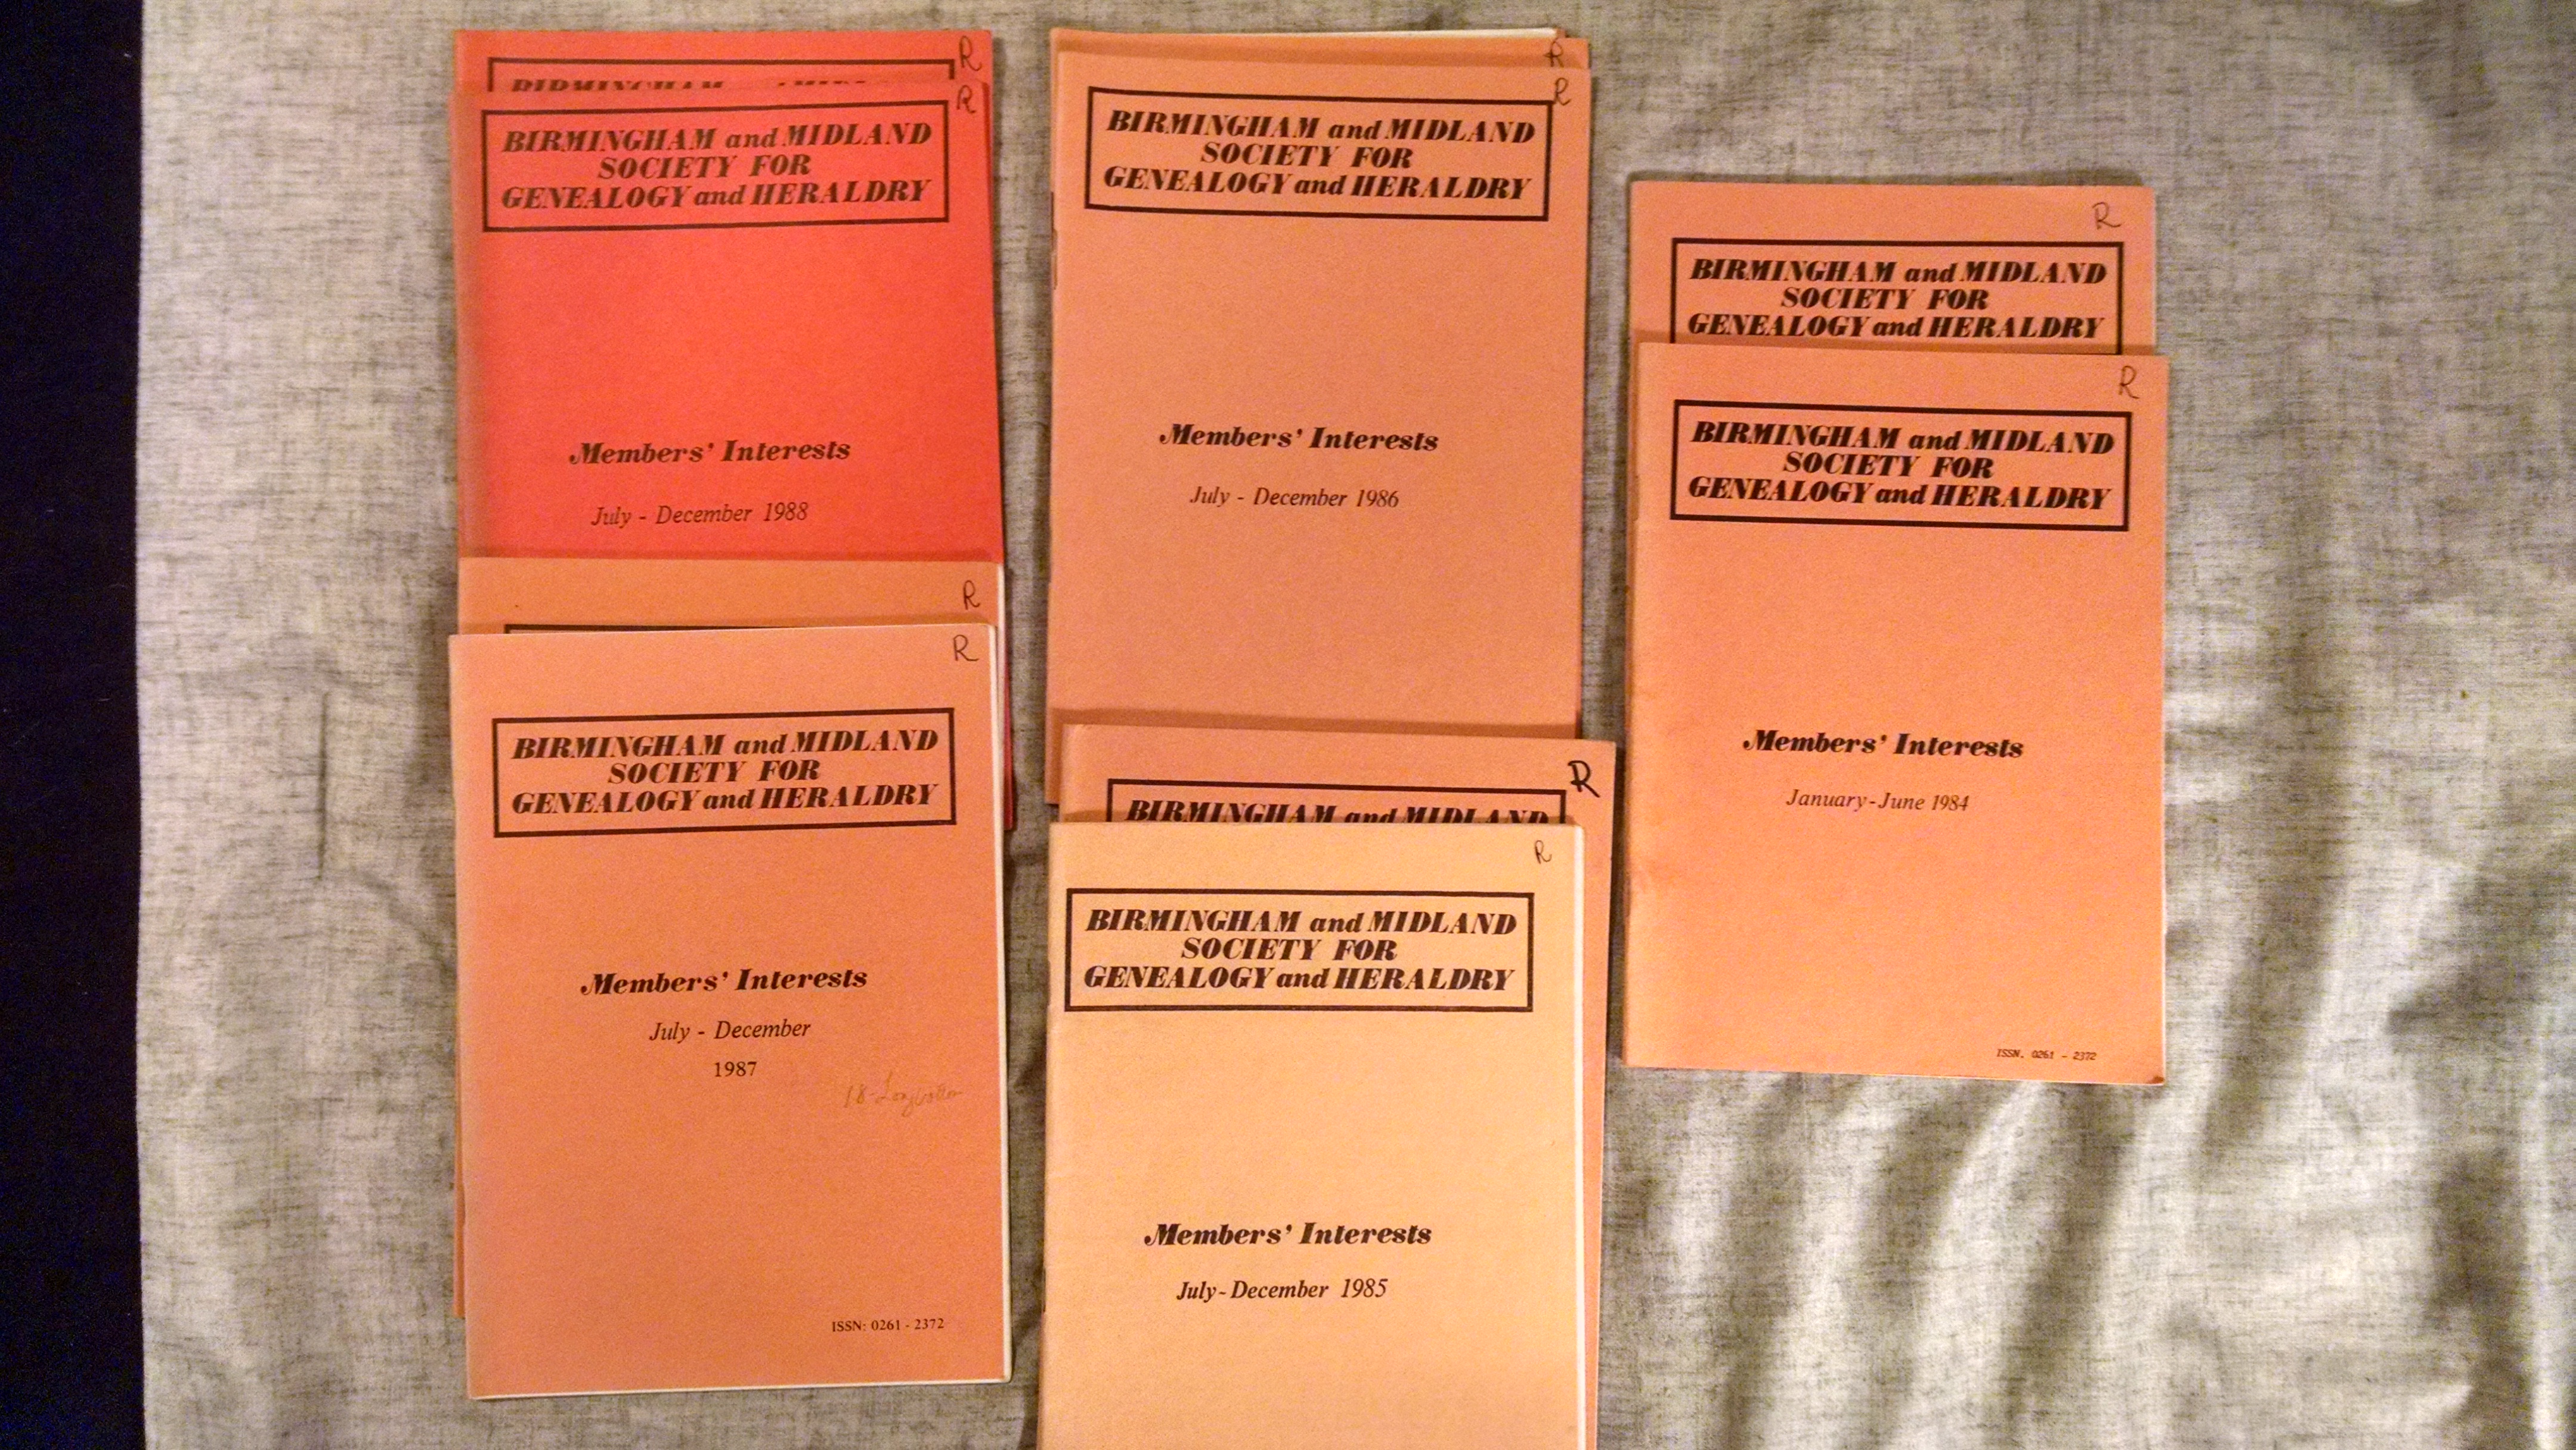 R
R
BIRMINGHAM and MIDLAND
SOCIETY FOR
GENEALOGY and HERALDRY
Members' Interests
July - December 1988
R
R
BIRMINGHAM and MIDLAND
SOCIETY FOR
GENEALOGY and HERALDRY
Members' Interests
July - December
1987
ISSN: 0261 - 2372
R
R
BIRMINGHAM and MIDLAND
SOCIETY FOR
GENEALOGY and HERALDRY
Members' Interests
July - December 1986
R
BIRMINGHAM and MIDLAND
R
BIRMINGHAM and MIDLAND
SOCIETY FOR
GENEALOGY and HERALDRY
Members' Interests
July - December 1985
R
BIRMINGHAM and MIDLAND
SOCIETY FOR
GENEALOGY and HERALDRY
R
BIRMINGHAM and MIDLAND
SOCIETY FOR
GENEALOGY and HERALDRY
Members' Interests
January - June 1984
ISSN. 0261 - 2372